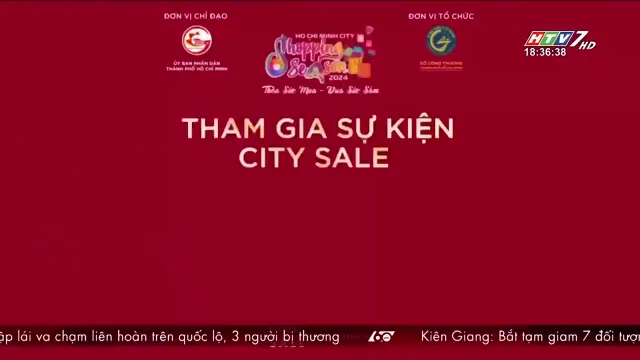 ĐƠN VỊ CHỈ ĐẠO
ỦY BAN NHÂN DÂN
THÀNH PHỐ HỒ CHÍ MINH
HO CHI MINH CITY
Shopping
Season
2024
Thỏa Sức Mua - Đua Sức Sắm
ĐƠN VỊ TỔ CHỨC
SỞ CÔNG THƯƠNG
HTV7 HD
18:36:38
THAM GIA SỰ KIỆN
CITY SALE
ập lái va chạm liên hoàn trên quốc lộ, 3 người bị thương
60
Kiên Giang: Bắt tạm giam 7 đối tượ